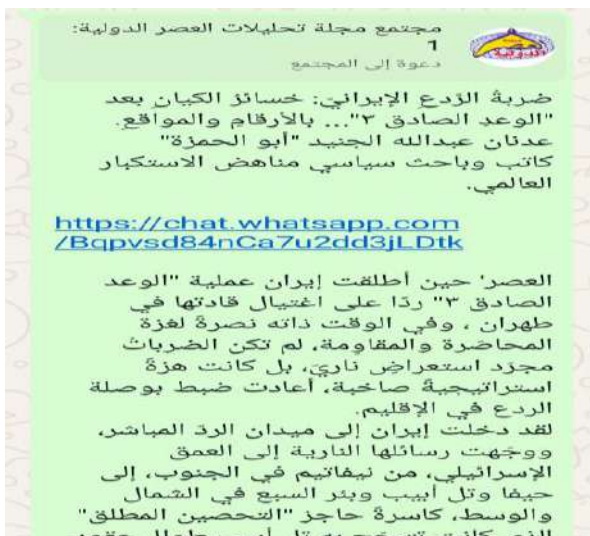 مجتمع مجلة تحليلات العصر الدولية:
1
دعوة إلى المجتمع
ضربةُ الرّدعِ الإيرانيّ: خسائرُ الكيانِ بعد
"الوعدِ الصادق ٣"... بالأرقامِ والمواقع.
عدنان عبدالله الجنيد "أبو الحمزة"
كاتب وباحث سياسي مناهض الاستكبار
العالمي.
https://chat.whatsapp.com
/Bqpvsd84nCa7u2dd3jLDtk
العصر' حين أطلقت إيران عملية "الوعد
الصادق ٣" ردًا على اغتيال قادتها في
طهران ، وفي الوقت ذاته نصرةً لغزة
المحاصرة والمقاومة، لم تكن الضرباتُ
مجرّد استعراضٍ ناريّ، بل كانت هزةً
استراتيجيةً صاخبة، أعادت ضبط بوصلة
الردع في الإقليم.
لقد دخلت إيران إلى ميدان الردّ المباشر،
ووجّهت رسائلها النارية إلى العمق
الإسرائيلي، من نيفاتيم في الجنوب، إلى
حيفا وتل أبيب وبئر السبع في الشمال
والوسط، كاسرةً حاجز "التحصين المطلق"